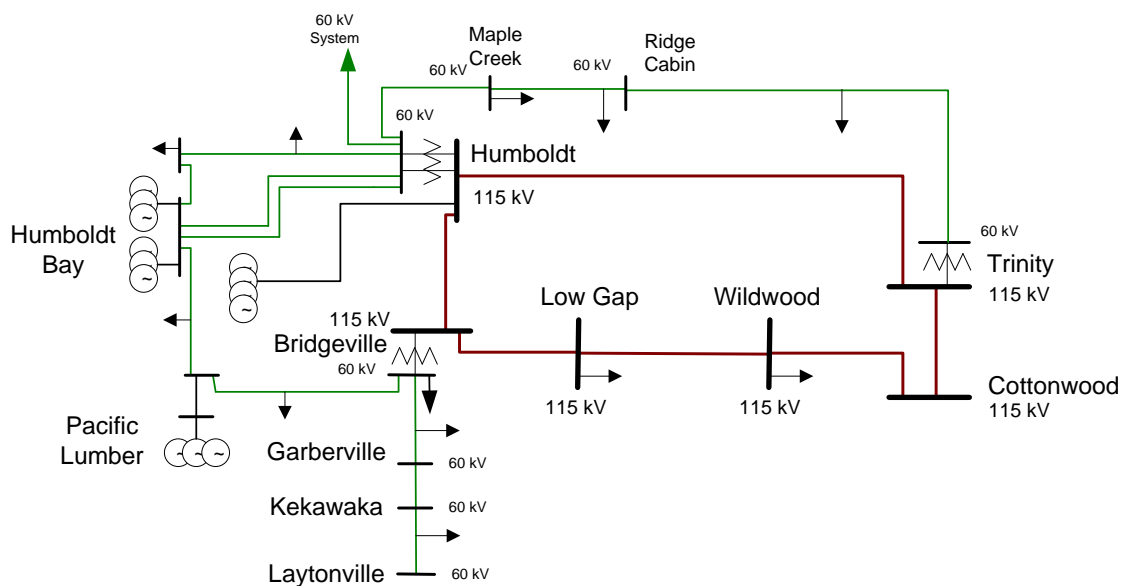 60 kV
System
Maple
Creek
Ridge
Cabin
60 kV
60 kV
60 kV
Humboldt
115 kV
Humboldt
Bay
~
~
~
60 kV
Trinity
115 kV
Low Gap
Wildwood
115 kV
Bridgeville
60 kV
115 kV
115 kV
Cottonwood
115 kV
Pacific
Lumber
~
~
~
Garberville
60 kV
Kekawaka
60 kV
Laytonville
60 kV